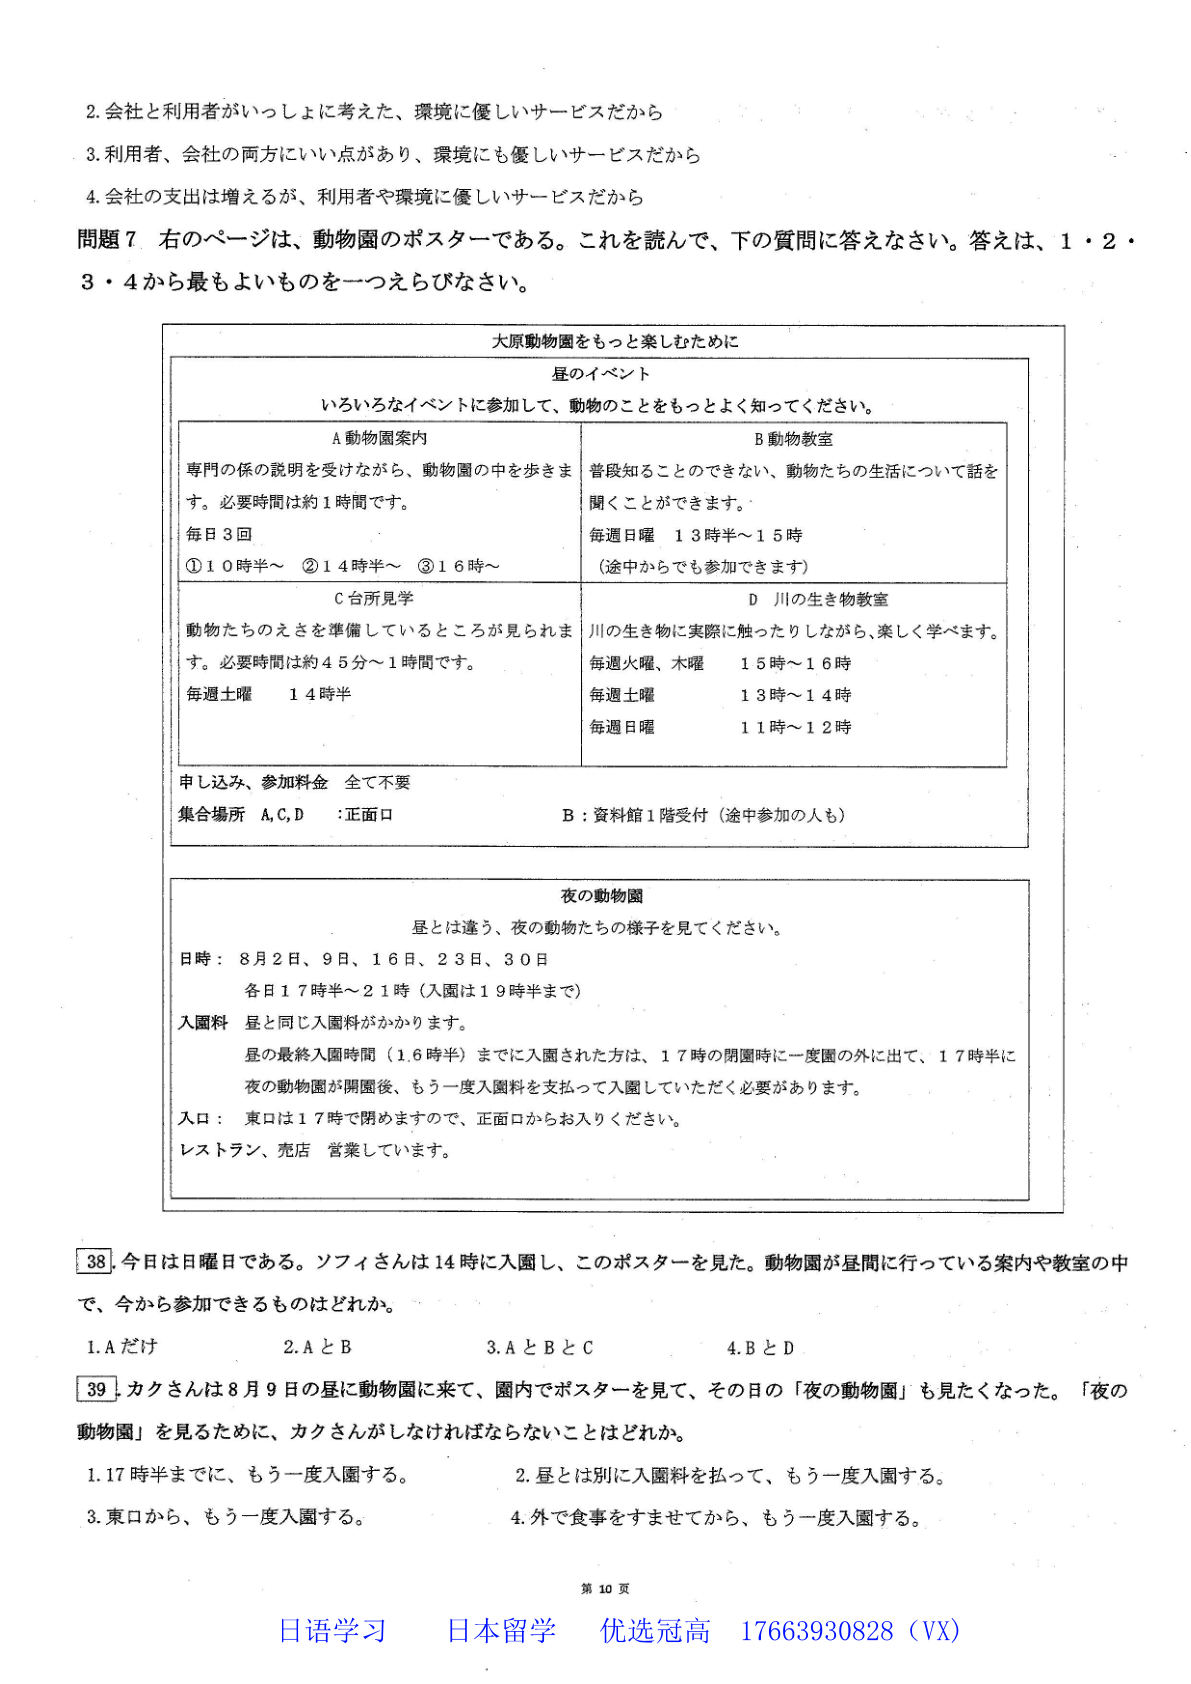 2.会社と利用者がいっしょに考えた、環境に優しいサービスだから
3.利用者、会社の両方にいい点があり、環境にも優しいサービスだから
4.会社の支出は増えるが、利用者や環境に優しいサービスだから
問題７　右のページは、動物園のポスターである。これを読んで、下の質問に答えなさい。答えは、１・２・
３・４から最もよいものを一つえらびなさい。
大原動物園をもっと楽しむために
昼のイベント
いろいろなイベントに参加して、動物のことをもっとよく知ってください。
A 動物園案内
専門の係の説明を受けながら、動物園の中を歩きま
す。必要時間は約１時間です。
毎日３回
①１０時半～　②１４時半～　③１６時～
B 動物教室
普段知ることのできない、動物たちの生活について話を
聞くことができます。
毎週日曜　１３時半～１５時
（途中からでも参加できます）
C 台所見学
動物たちのえさを準備しているところが見られま
す。必要時間は約４５分～１時間です。
毎週土曜　　１４時半
D　川の生き物教室
川の生き物に実際に触ったりしながら、楽しく学べます。
毎週火曜、木曜　　１５時～１６時
毎週土曜　　　　　１３時～１４時
毎週日曜　　　　　１１時～１２時
申し込み、参加料金　全て不要
集合場所　A,C,D　　:正面口　　　　　　　　　　B：資料館１階受付（途中参加の人も）
夜の動物園
昼とは違う、夜の動物たちの様子を見てください。
日時：　８月２日、９日、１６日、２３日、３０日
各日１７時半～２１時（入園は１９時半まで）
入園料　昼と同じ入園料がかかります。
昼の最終入園時間（１６時半）までに入園された方は、１７時の閉園時に一度園の外に出て、１７時半に
夜の動物園が開園後、もう一度入園料を支払って入園していただく必要があります。
入口：　東口は１７時で閉めますので、正面口からお入りください。
レストラン、売店　営業しています。
38.今日は日曜日である。ソフィさんは14時に入園し、このポスターを見た。動物園が昼間に行っている案内や教室の中
で、今から参加できるものはどれか。
1.A だけ　　　　2.A と B　　　　3.A と B と C　　　　4.B と D
39.カクさんは８月９日の昼に動物園に来て、園内でポスターを見て、その日の「夜の動物園」も見たくなった。「夜の
動物園」を見るために、カクさんがしなければならないことはどれか。
1.17時半までに、もう一度入園する。　　　　2.昼とは別に入園料を払って、もう一度入園する。
3.東口から、もう一度入園する。　　　　4.外で食事をすませてから、もう一度入園する。
第 10 页
日语学习　　日本留学　　优选冠高　17663930828（VX）